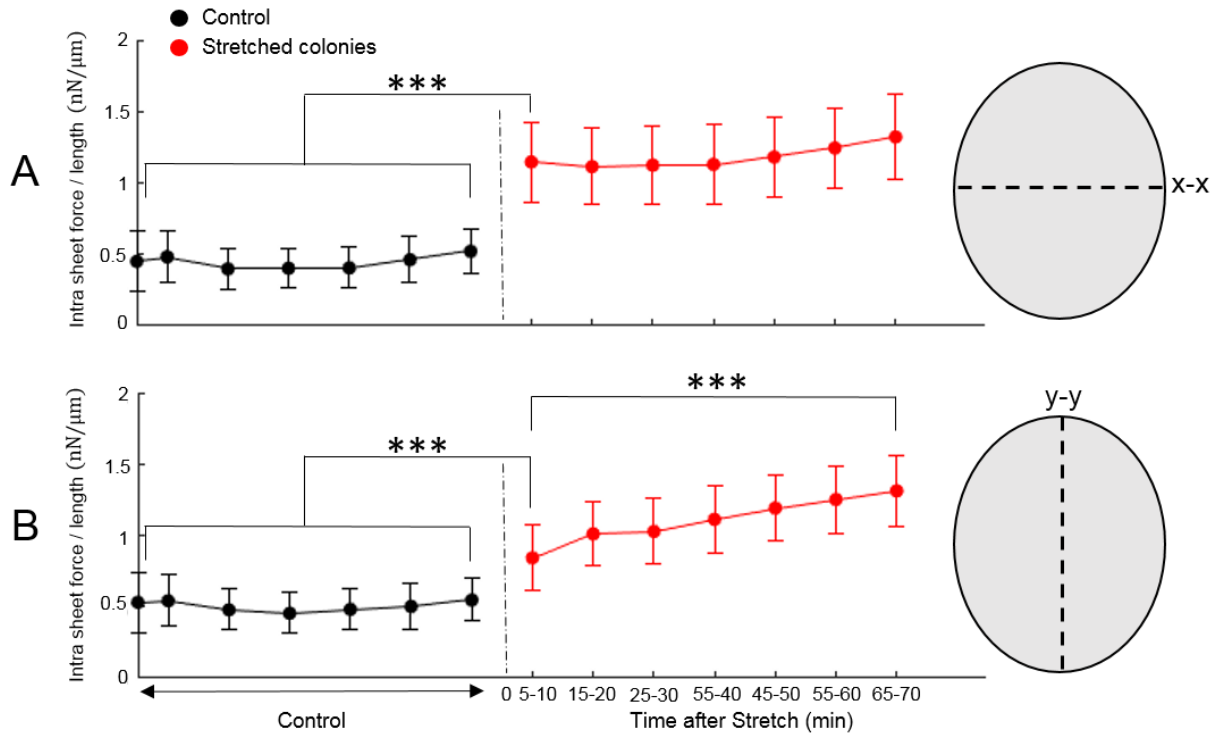 Control
Stretched colonies
A
Intra sheet force / length (nN/μm)
2
1.5
1
0.5
0
***
x-x
B
Intra sheet force / length (nN/μm)
2
1.5
1
0.5
0
***
***
y-y
0 5-10 15-20 25-30 55-40 45-50 55-60 65-70
Control
Time after Stretch (min)